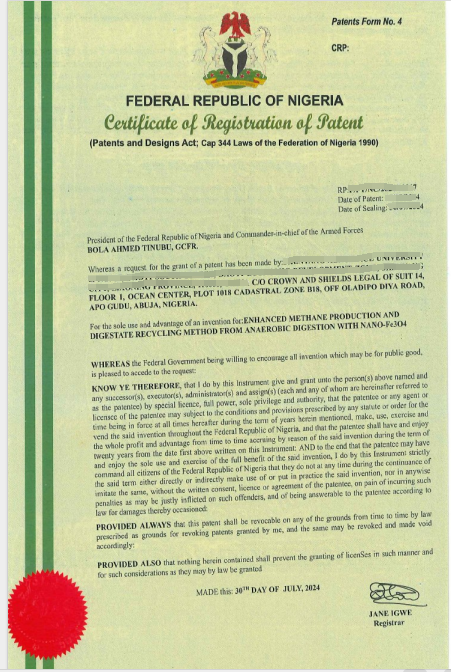 Patents Form No. 4
CRP:
FEDERAL REPUBLIC OF NIGERIA
Certificate of Registration of Patent
(Patents and Designs Act; Cap 344 Laws of the Federation of Nigeria 1990)
RP:
Date of Patent:
Date of Sealing:
President of the Federal Republic of Nigeria and Commander-in-chief of the Armed Forces
BOLA AHMED TINUBU, GCFR.
Whereas a request for the grant of a patent has been made by UNIVERSITY
C/O CROWN AND SHIELDS LEGAL OF SUIT 14,
FLOOR 1, OCEAN CENTER, PLOT 1018 CADASTRAL ZONE B18, OFF OLADIPO DIYA ROAD,
APO GUDU, ABUJA, NIGERIA.
For the sole use and advantage of an invention for:ENHANCED METHANE PRODUCTION AND
DIGESTATE RECYCLING METHOD FROM ANAEROBIC DIGESTION WITH NANO-Fe3O4
WHEREAS the Federal Government being willing to encourage all invention which may be for public good,
is pleased to accede to the request:
KNOW YE THEREFORE, that I do by this Instrument give and grant unto the person(s) above named and
any successor(s), executor(s), administrator(s) and assign(s) (each and any of whom are hereinafter referred to
as the patentee) by special licence, full power, sole privilege and authority, that the patentee or any agent or
licensee of the patentee may subject to the conditions and provisions prescribed by any statute or order for the
time being in force at all times herafter during the term of years herein mentioned, make, use, exercise and
vend the said invention throughout the Federal Republic of Nigeria, and that the patentee shall have and enjoy
the whole profit and advantage from time to time accruing by reason of the said invention during the term of
twenty years from the date first above written on this Instrument: AND to the end that the patentee may have
and enjoy the sole use and exercise of the full benefit of the said invention, I do by this Instrument strictly
command all citizens of the Federal Republic of Nigeria that they do not at any time during the continuance of
the said term either directly or indirectly make use of or put in practice the said invention, nor in anywise
imitate the same, without the written consent, licence or agreement of the patentee, on pain of incurring such
penalties as may be justly inflicted on such offenders, and of being answerable to the patentee according to
law for damages thereby occasioned:
PROVIDED ALWAYS that this patent shall be revocable on any of the grounds from time to time by law
prescribed as grounds for revoking patents granted by me, and the same may be revoked and made void
accordingly:
PROVIDED ALSO that nothing herein contained shall prevent the granting of licenSes in such manner and
for such considerations as they may by law be granted
MADE this: 30TH DAY OF JULY, 2024
JANE IGWE
Registrar